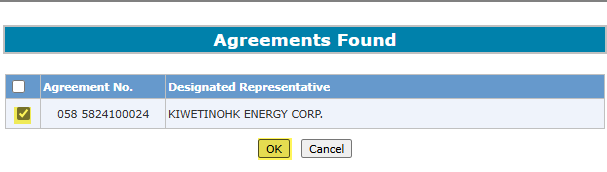 Agreements Found
Agreement No. Designated Representative
058 5824100024 KIWETINOHK ENERGY CORP.
OK Cancel